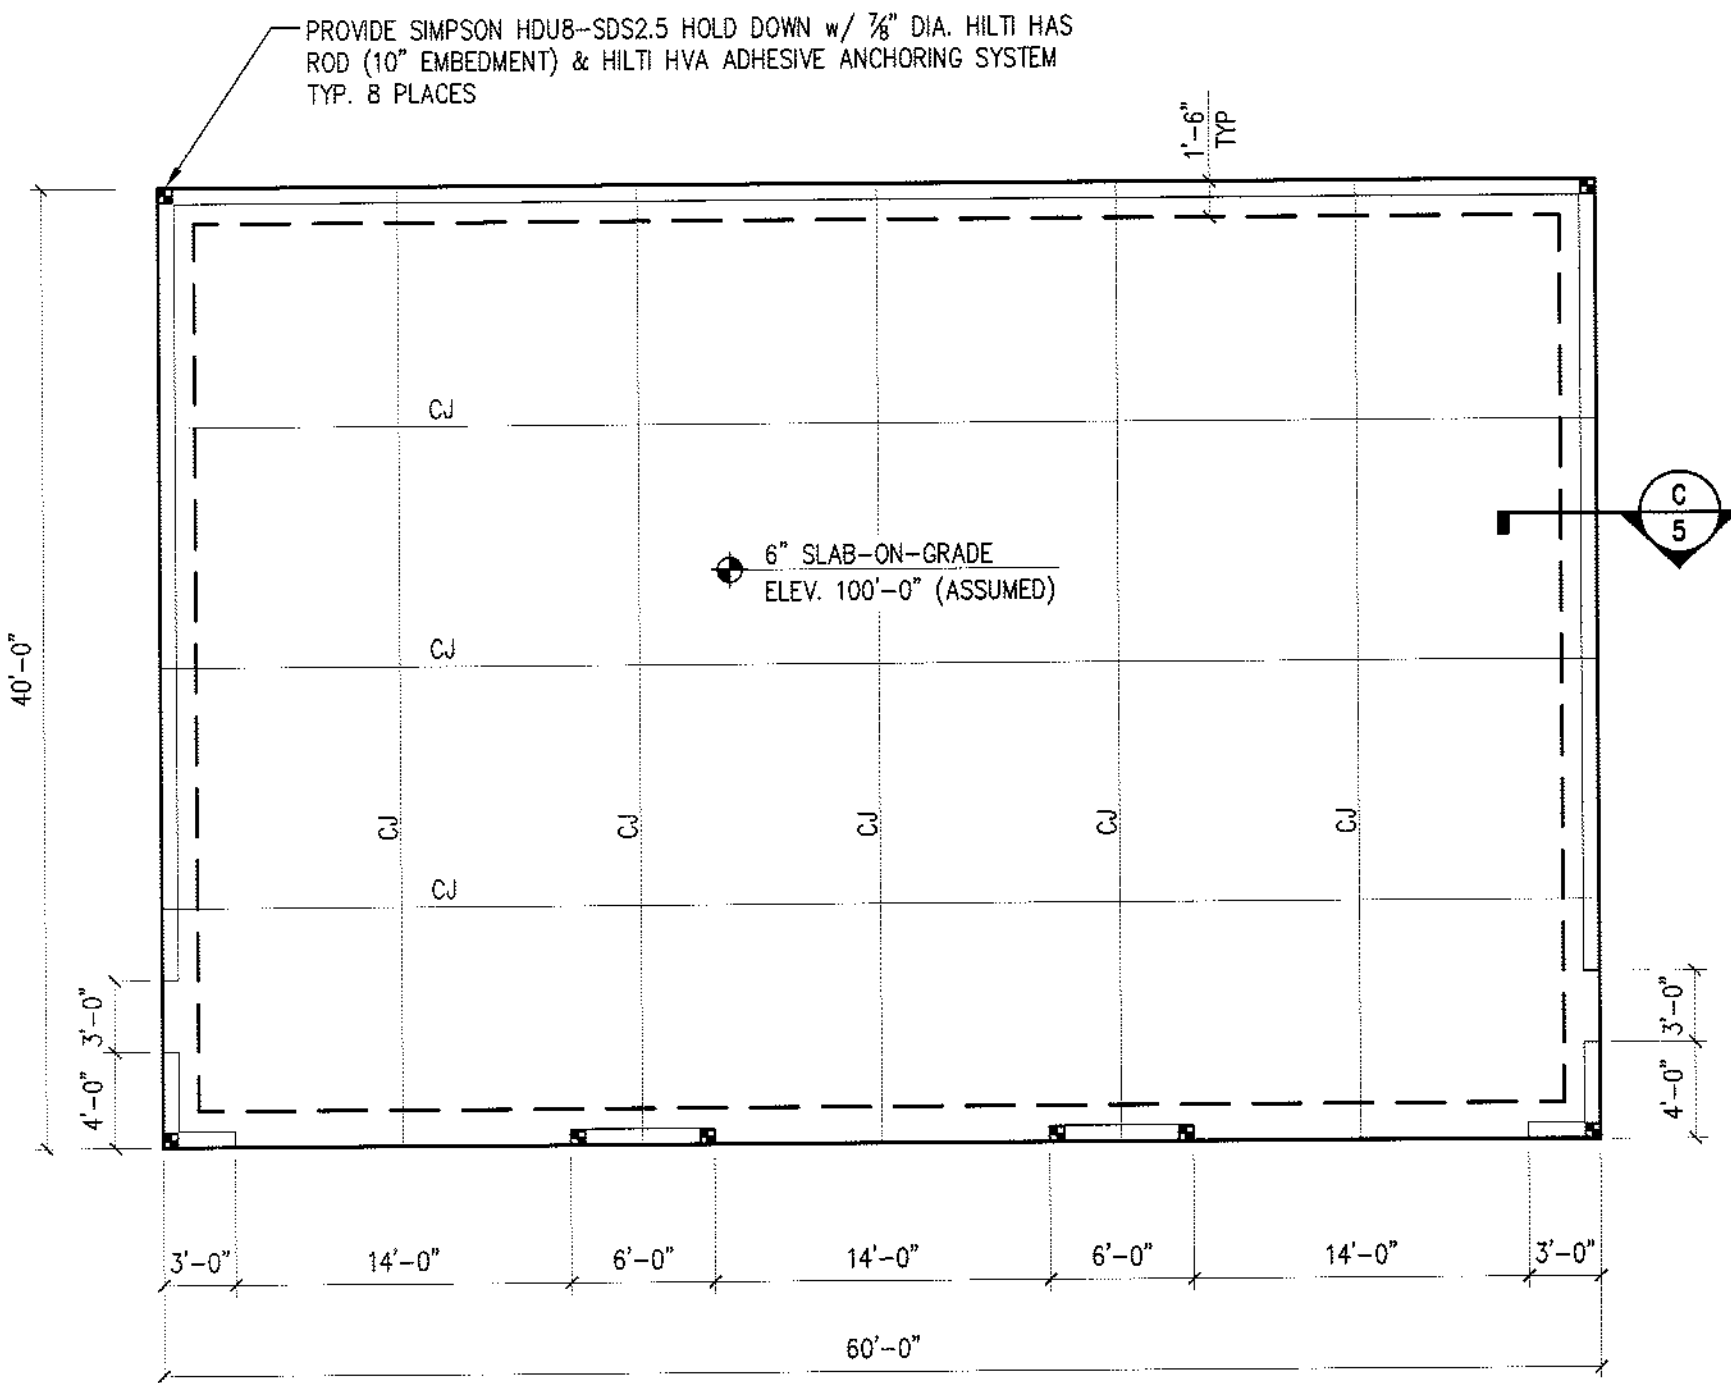 PROVIDE SIMPSON HDU8-SDS2.5 HOLD DOWN w/ ⅞" DIA. HILTI HAS
ROD (10" EMBEDMENT) & HILTI HVA ADHESIVE ANCHORING SYSTEM
TYP. 8 PLACES
1'-6"
TYP
CJ
C
5
6" SLAB-ON-GRADE
ELEV. 100'-0" (ASSUMED)
40'-0"
CJ
CJ
CJ
CJ
CJ
CJ
CJ
3'-0"
4'-0"
3'-0"
4'-0"
3'-0"
14'-0"
6'-0"
14'-0"
6'-0"
14'-0"
3'-0"
60'-0"